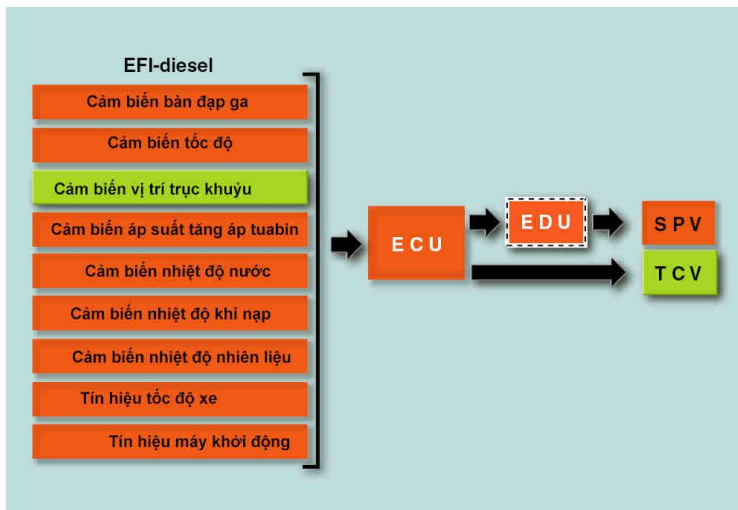 EFI-diesel
Cảm biến bàn đạp ga
Cảm biến tốc độ
Cảm biến vị trí trục khuỷu
Cảm biến áp suất tăng áp tuabin
Cảm biến nhiệt độ nước
Cảm biến nhiệt độ khí nạp
Cảm biến nhiệt độ nhiên liệu
Tín hiệu tốc độ xe
Tín hiệu máy khởi động
ECU
EDU
SPV
TCV